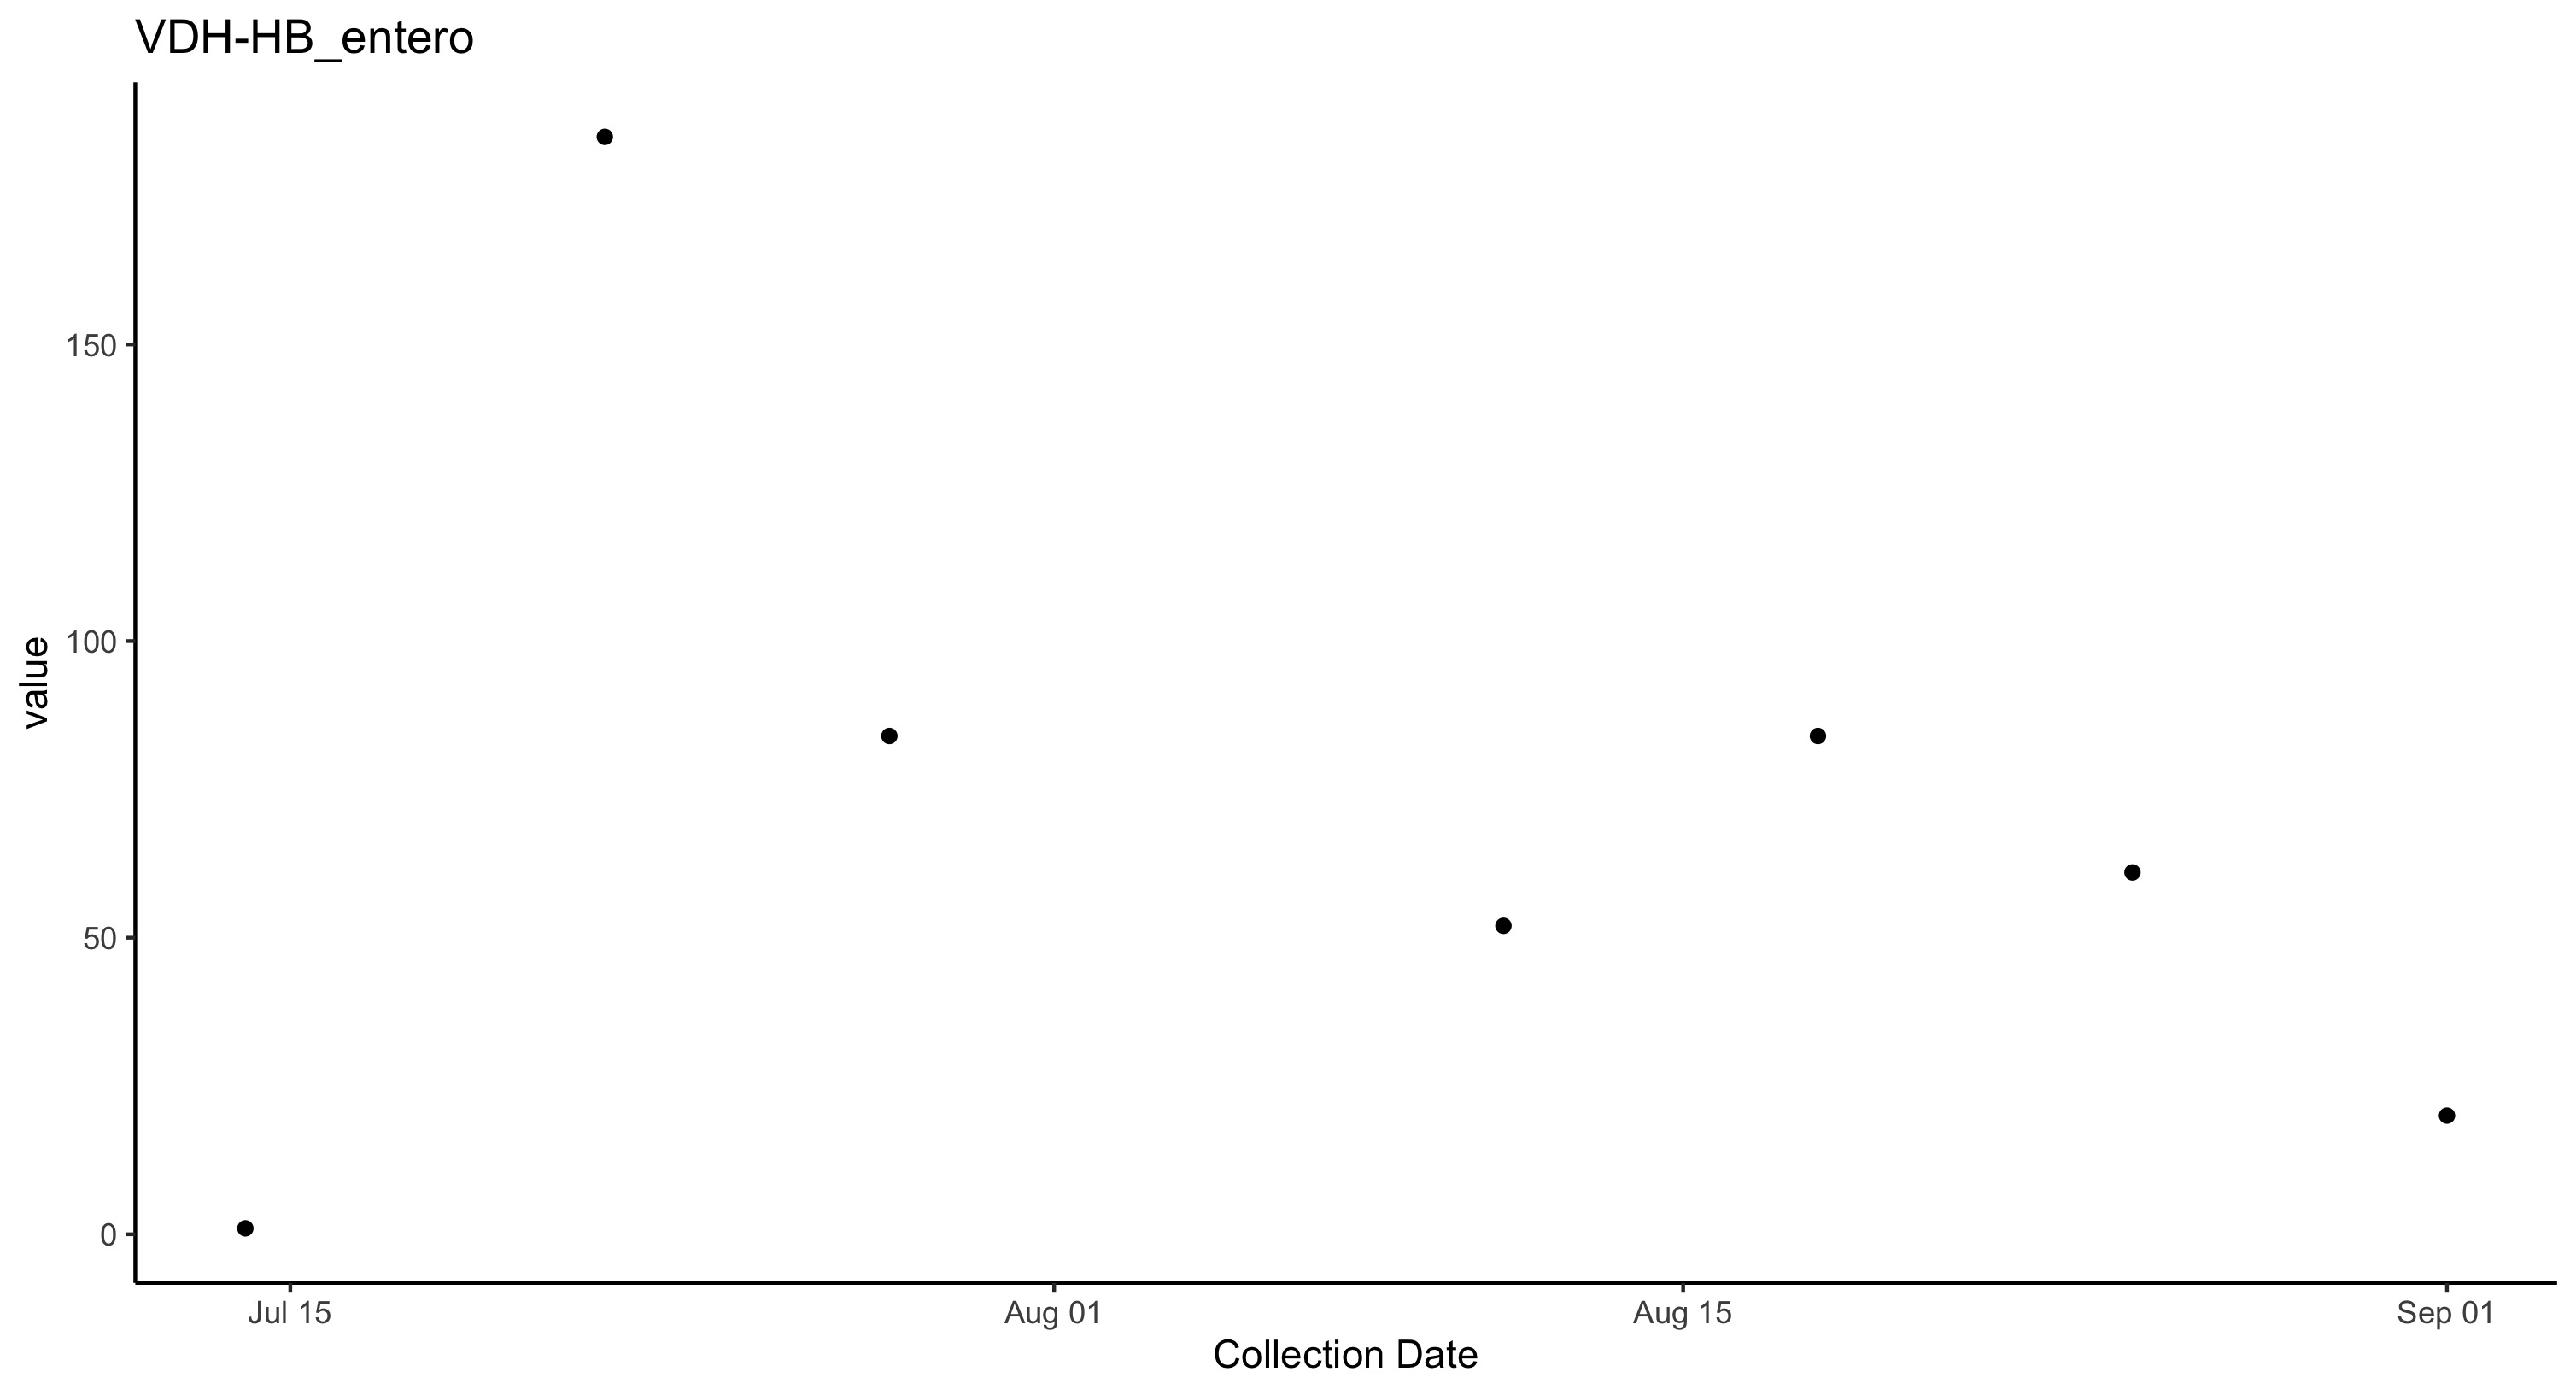 VDH-HB_entero
value
150
100
50
0
Jul 15
Aug 01
Aug 15
Sep 01
Collection Date